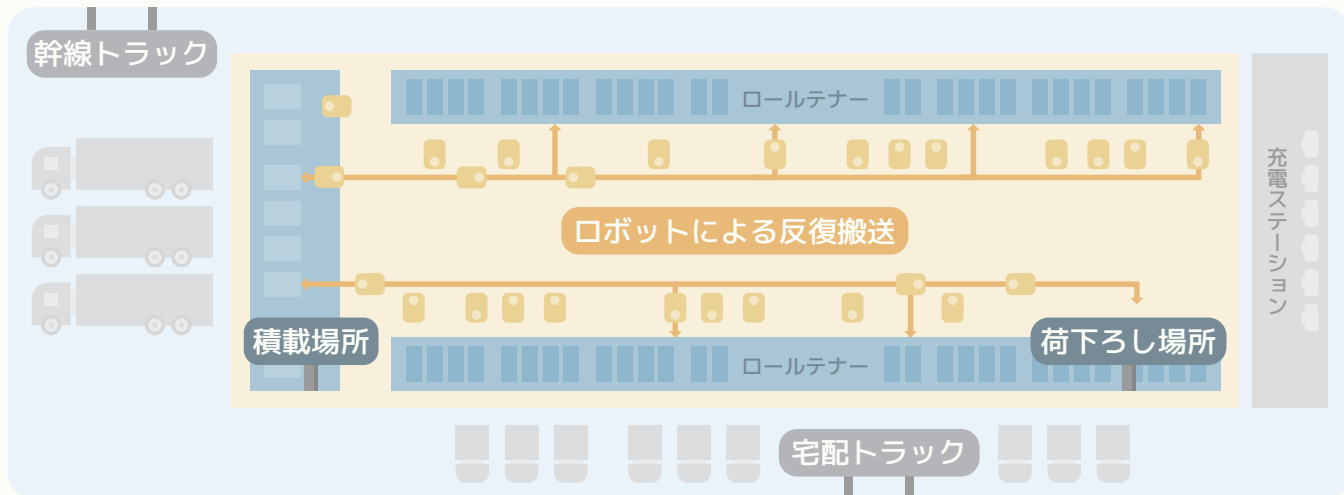 幹線トラック
ロールテナー
充電ステーション
ロボットによる反復搬送
積載場所
荷下ろし場所
ロールテナー
宅配トラック